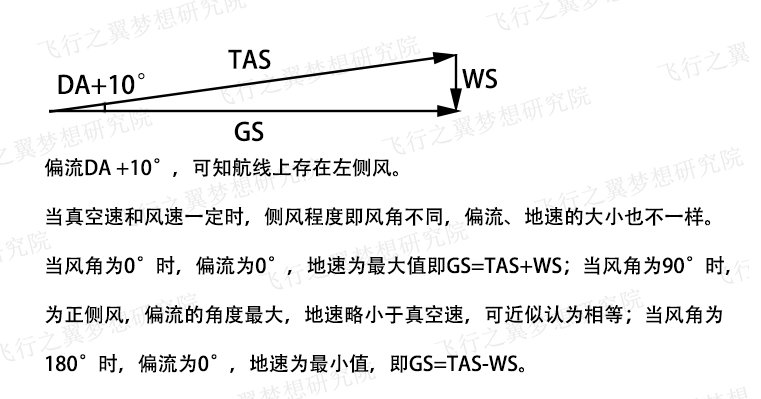 TAS
DA+10°
WS
GS
偏流DA +10°，可知航线上存在左侧风。
当真空速和风速一定时，侧风程度即风角不同，偏流、地速的大小也不一样。
当风角为0°时，偏流为0°，地速为最大值即GS=TAS+WS；当风角为90°时，
为正侧风，偏流的角度最大，地速略小于真空速，可近似认为相等；当风角为
180°时，偏流为0°，地速为最小值，即GS=TAS-WS。
飞行之翼梦想研究院